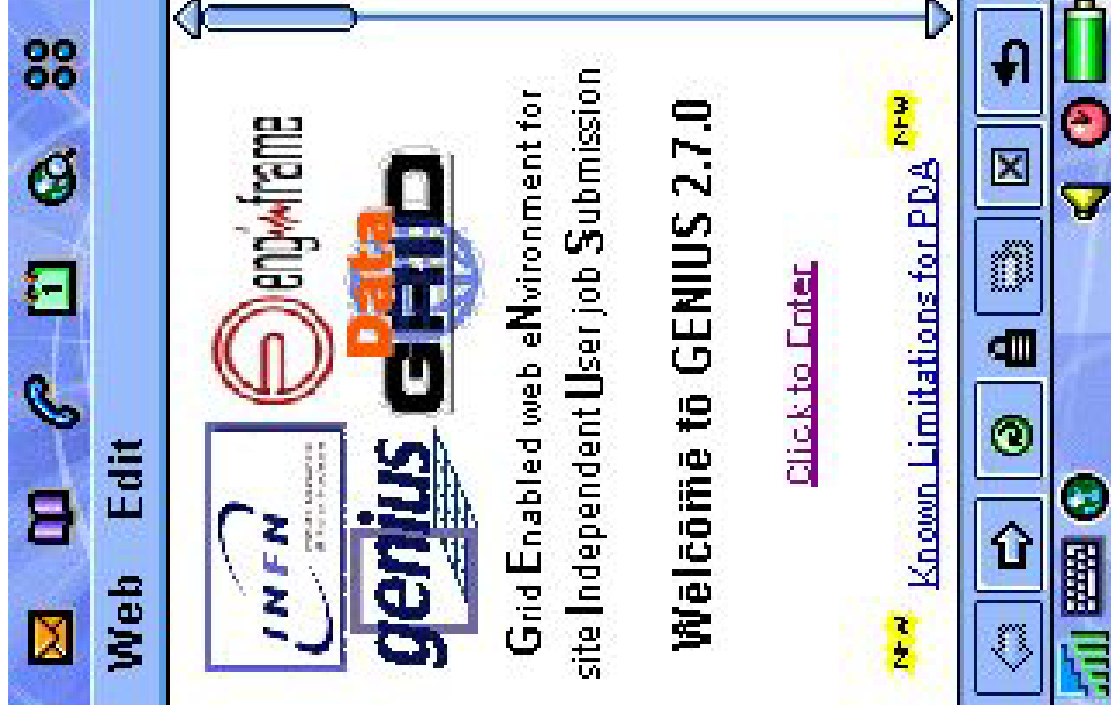 Web Edit
INFN
enginframe
genius
Data
GRID
Grid Enabled web eNvironment for
site Independent User job Submission
Welcome to GENIUS 2.7.0
Click to Enter
NEW Known Limitations for PDA NEW